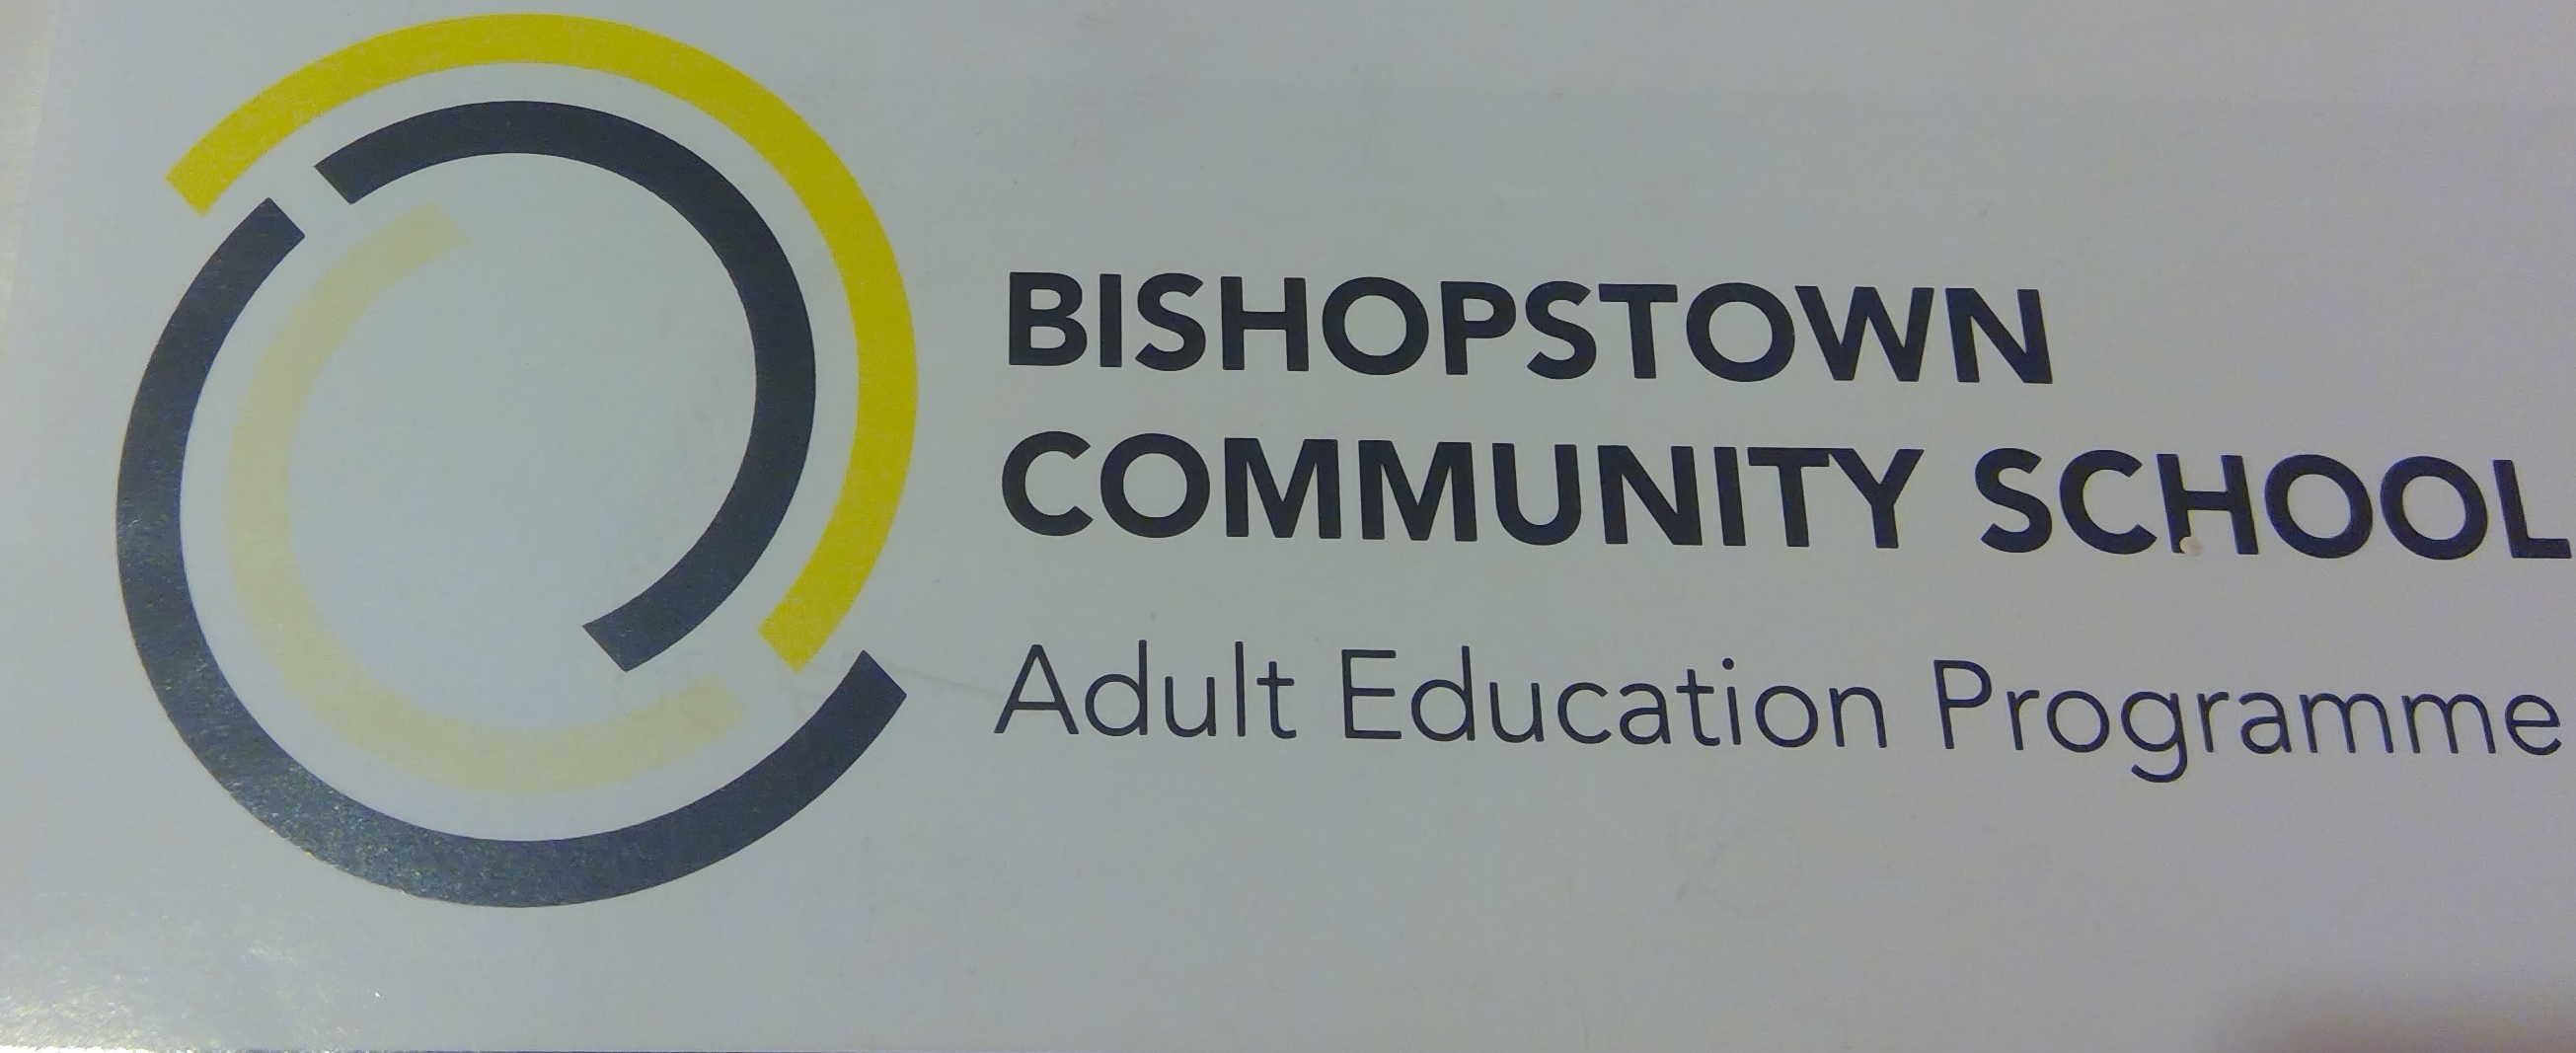 BISHOPSTOWN
COMMUNITY SCHOOL
Adult Education Programme